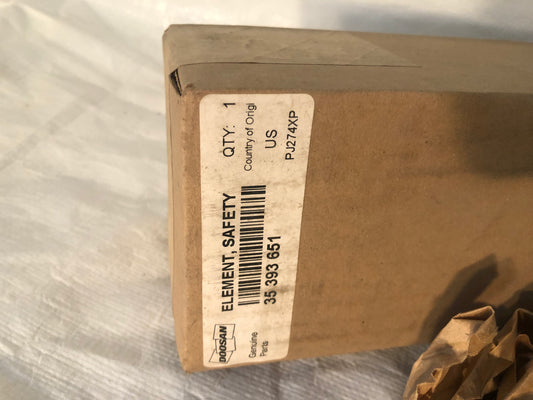 ELEMENT, SAFETY QTY: 1
Country of Origi
35 393 651 US
DOOSAN
Genuine
Parts
PJ274XP